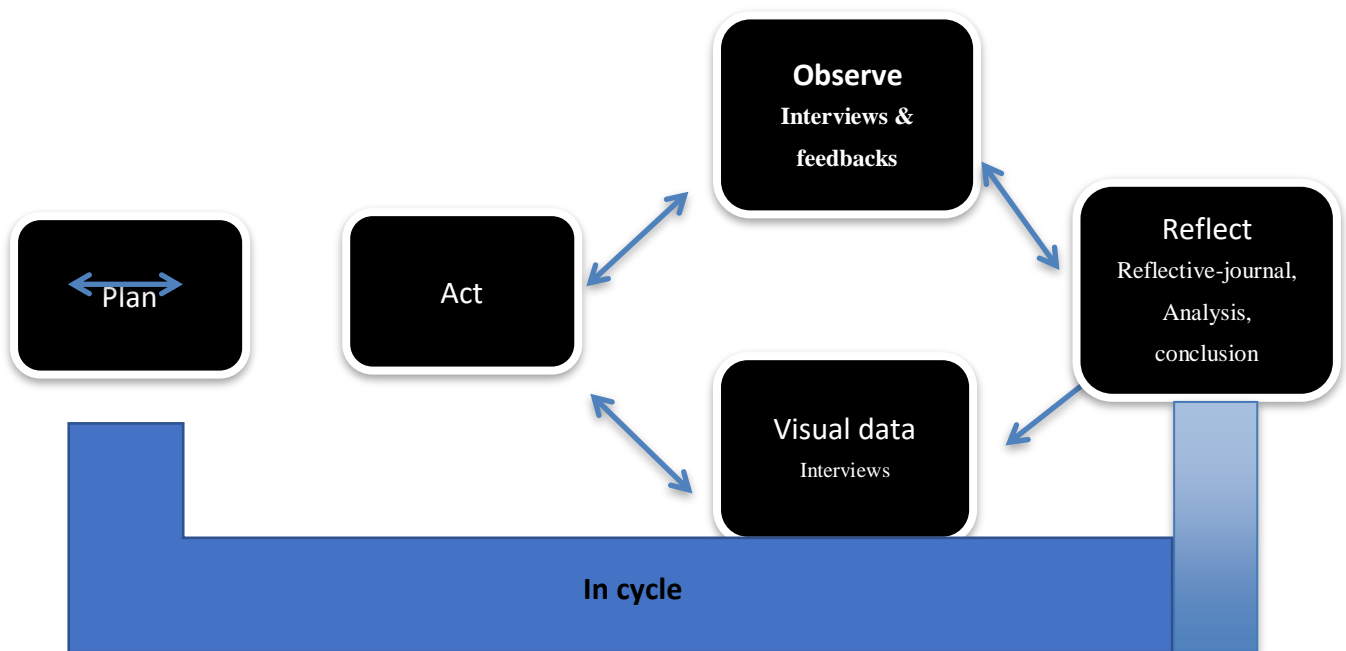 Plan
Act
Observe
Interviews &
feedbacks
Visual data
Interviews
Reflect
Reflective-journal,
Analysis,
conclusion
In cycle